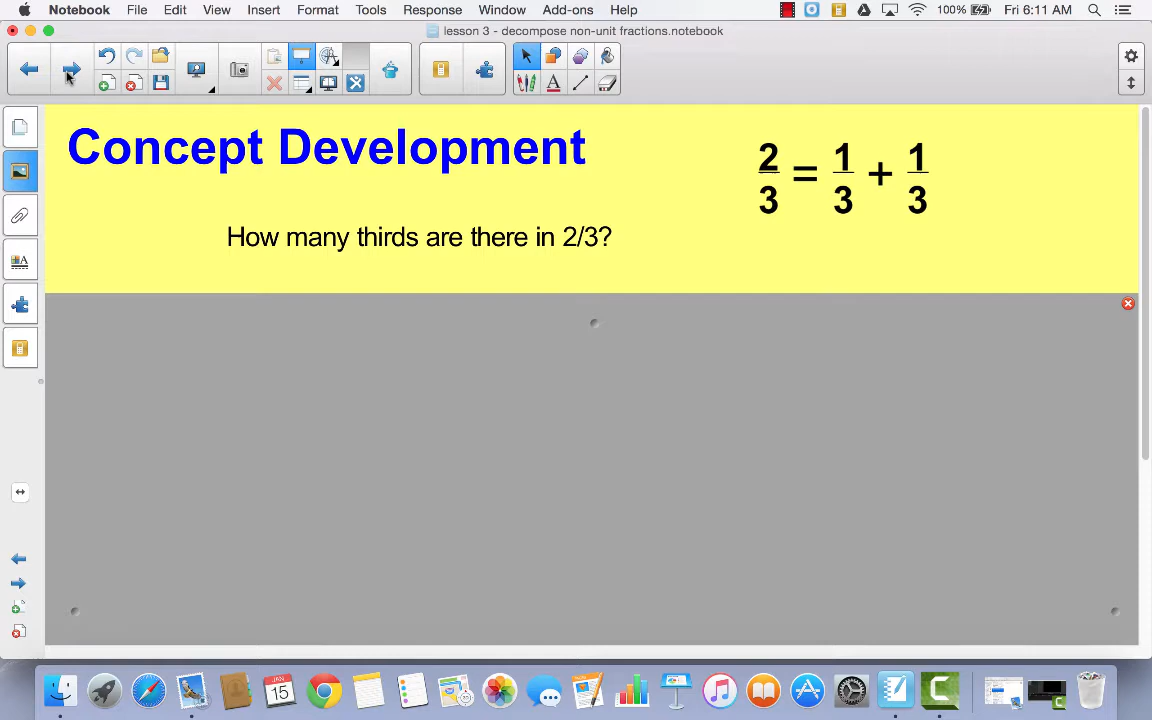 Notebook File Edit View Insert Format Tools Response Window Add-ons Help 100% Fri 6:11 AM
lesson 3 - decompose non-unit fractions.notebook
Concept Development
2/3 = 1/3 + 1/3
How many thirds are there in 2/3?
JAN
15